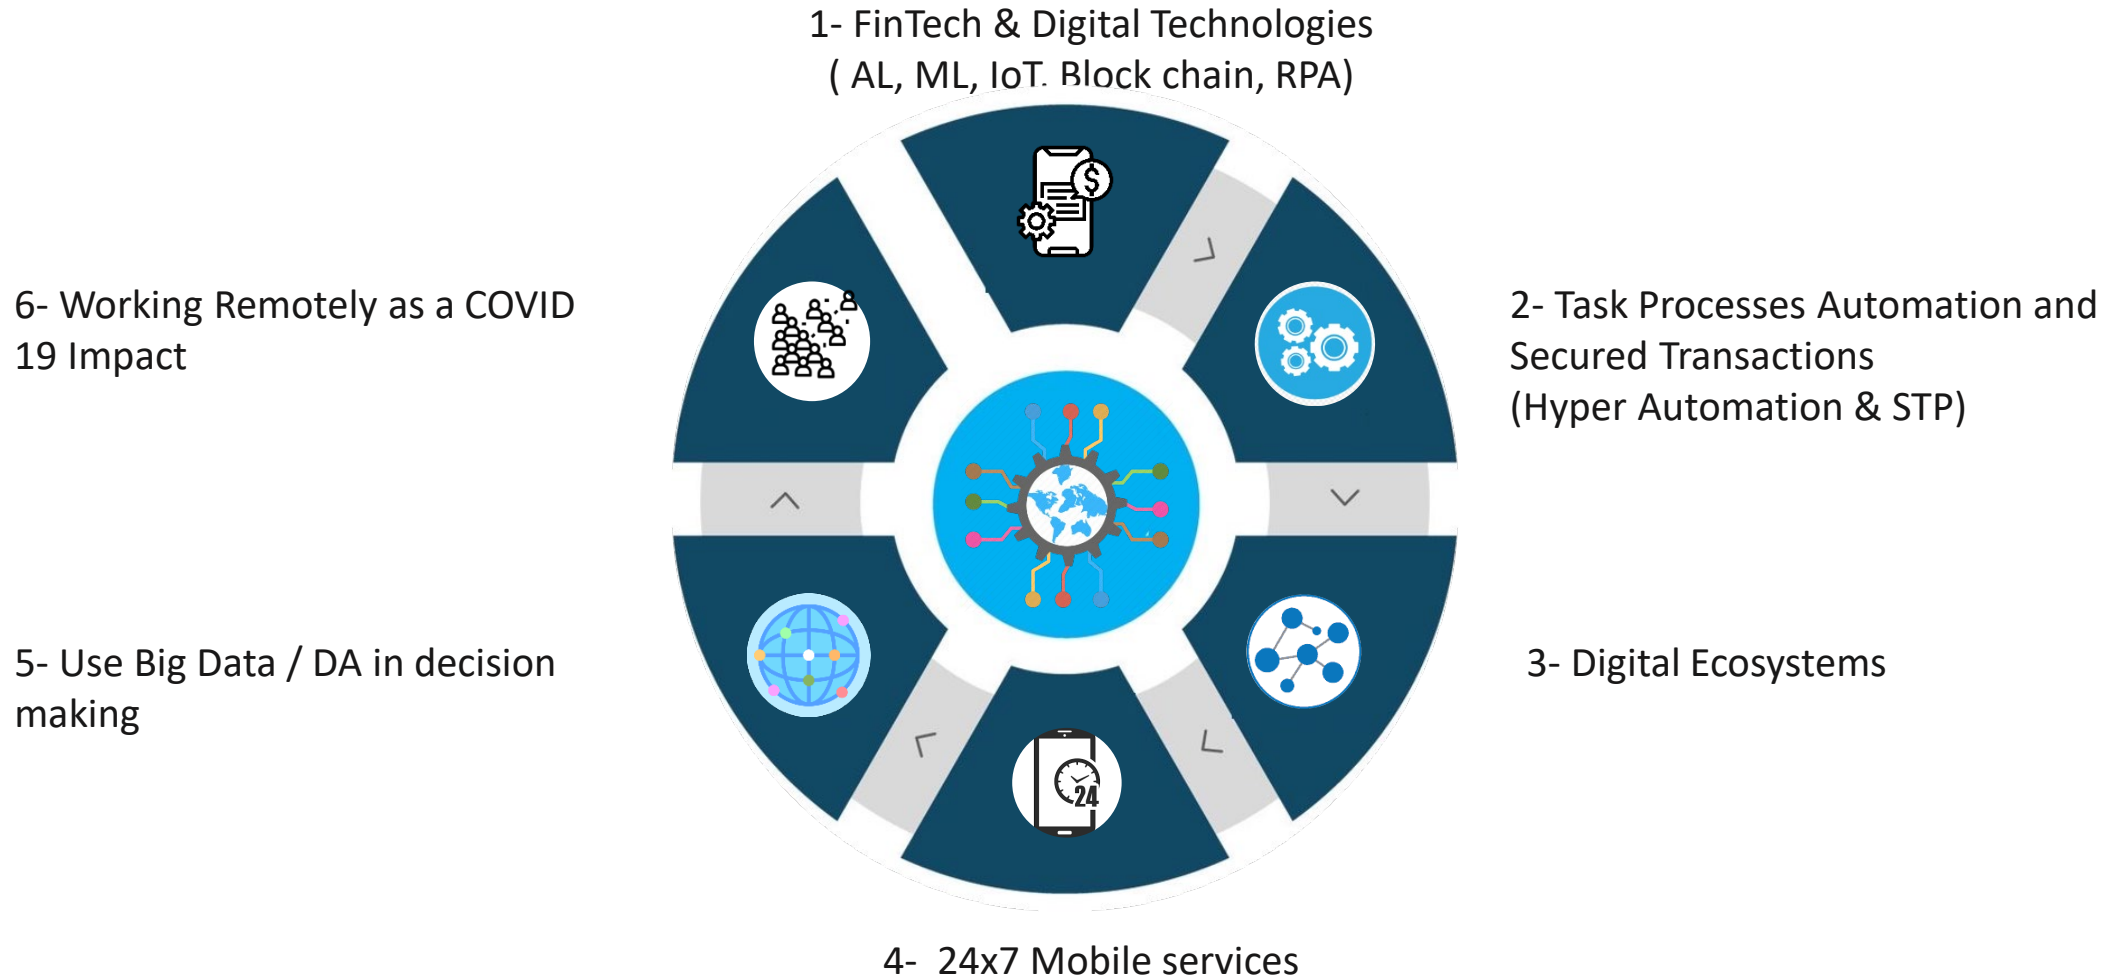 1- FinTech & Digital Technologies
( AL, ML, IoT, Block chain, RPA)
2- Task Processes Automation and
Secured Transactions
(Hyper Automation & STP)
3- Digital Ecosystems
24
4- 24x7 Mobile services
5- Use Big Data / DA in decision
making
6- Working Remotely as a COVID
19 Impact